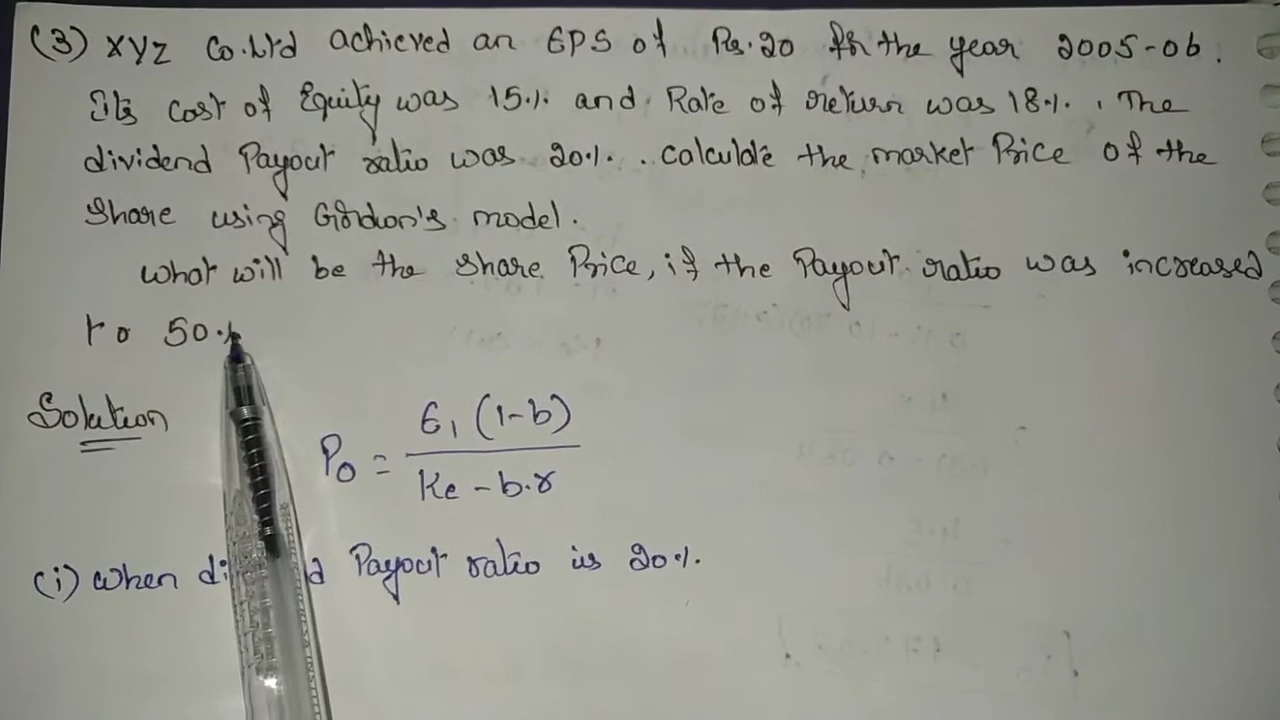 (3) XYZ Co.Ltd achieved an EPS of Rs.20 for the year 2005-06.
Its cost of Equity was 15% and Rate of return was 18%. The
dividend Payout ratio was 20%. calculate the market Price of the
share using Gordon's model.
what will be the share Price, if the Payout ratio was increased
to 50%
Solution
P0 = E1 (1-b) / Ke - b.r
(i) when Payout ratio is 20%.